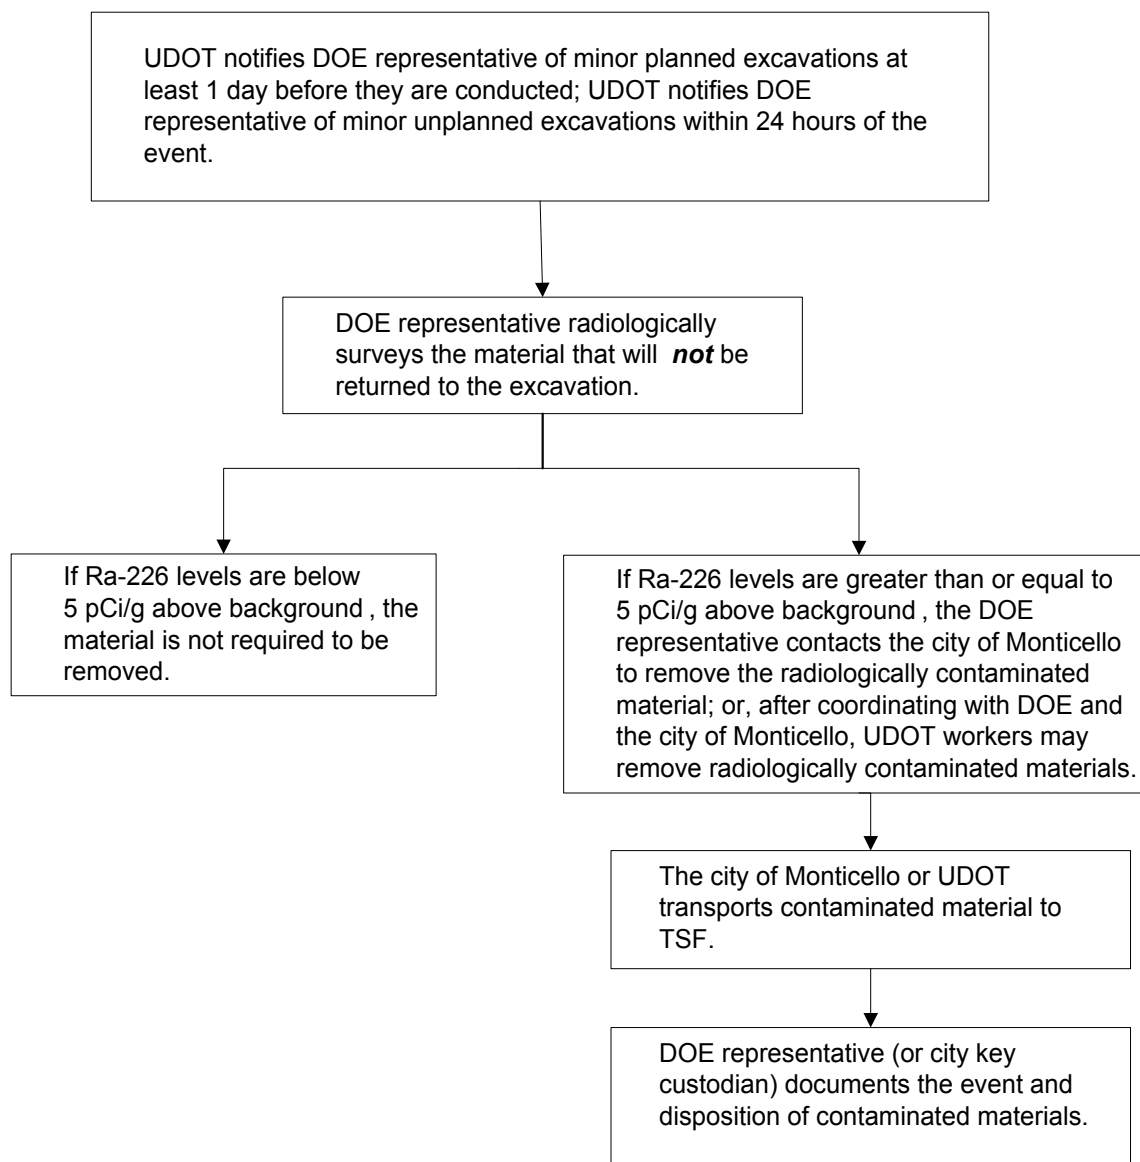 UDOT notifies DOE representative of minor planned excavations at
least 1 day before they are conducted; UDOT notifies DOE
representative of minor unplanned excavations within 24 hours of the
event.
DOE representative radiologically
surveys the material that will not be
returned to the excavation.
If Ra-226 levels are below
5 pCi/g above background , the
material is not required to be
removed.
If Ra-226 levels are greater than or equal to
5 pCi/g above background , the DOE
representative contacts the city of Monticello
to remove the radiologically contaminated
material; or, after coordinating with DOE and
the city of Monticello, UDOT workers may
remove radiologically contaminated materials.
The city of Monticello or UDOT
transports contaminated material to
TSF.
DOE representative (or city key
custodian) documents the event and
disposition of contaminated materials.